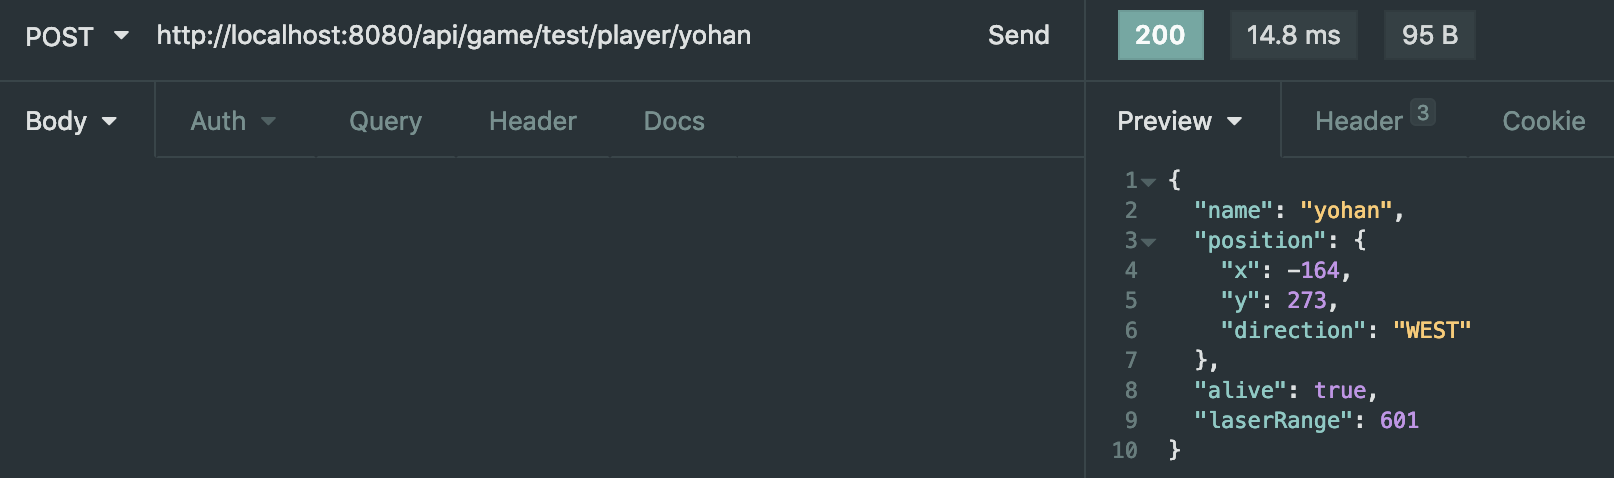 POST http://localhost:8080/api/game/test/player/yohan Send 200 14.8 ms 95 B
Body Auth Query Header Docs Preview Header 3 Cookie
1 {
2 "name": "yohan",
3 "position": {
4 "x": -164,
5 "y": 273,
6 "direction": "WEST"
7 },
8 "alive": true,
9 "laserRange": 601
10 }